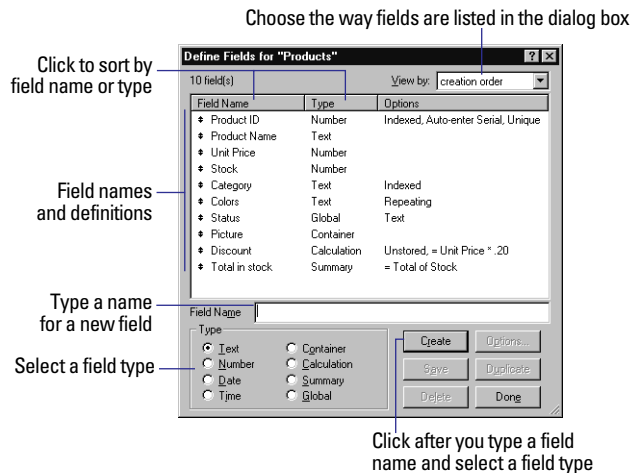 Choose the way fields are listed in the dialog box
Define Fields for "Products"
Click to sort by
field name or type
10 field(s)
View by: creation order
Field Name Type Options
Product ID Number Indexed, Auto-enter Serial, Unique
Product Name Text
Unit Price Number
Stock Number
Category Text Indexed
Colors Text Repeating
Status Global Text
Picture Container
Discount Calculation Unstored, = Unit Price * .20
Total in stock Summary = Total of Stock
Field names
and definitions
Type a name
for a new field
Field Name
Type
Select a field type
Text Container
Number Calculation
Date Summary
Time Global
Create Options...
Save Duplicate
Delete Done
Click after you type a field
name and select a field type